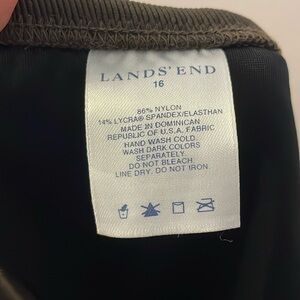 LANDS' END
16
86% NYLON
14% LYCRA® SPANDEX/ELASTHAN
MADE IN DOMINICAN
REPUBLIC OF U.S.A. FABRIC
HAND WASH COLD.
WASH DARK COLORS
SEPARATELY.
DO NOT BLEACH.
LINE DRY. DO NOT IRON.